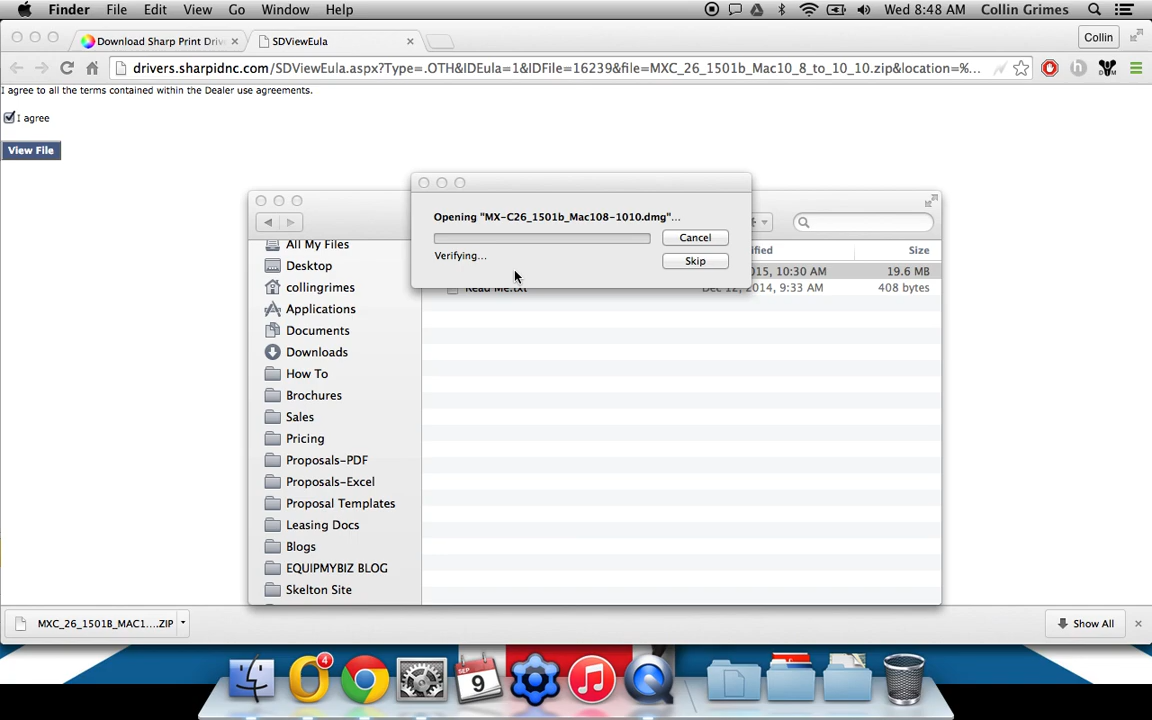 Finder File Edit View Go Window Help Wed 8:48 AM Collin Grimes
Download Sharp Print Driv SDViewEula Collin
drivers.sharpidnc.com/SDViewEula.aspx?Type=.OTH&IDEula=1&IDFile=16239&file=MXC_26_1501b_Mac10_8_to_10_10.zip&location=%...
I agree to all the terms contained within the Dealer use agreements.
I agree
View File
Opening "MX-C26_1501b_Mac108-1010.dmg"...
Cancel
Verifying...
Skip
ified Size
015, 10:30 AM 19.6 MB
Read Me.txt Dec 12, 2014, 9:33 AM 408 bytes
All My Files
Desktop
collingrimes
Applications
Documents
Downloads
How To
Brochures
Sales
Pricing
Proposals-PDF
Proposals-Excel
Proposal Templates
Leasing Docs
Blogs
EQUIPMYBIZ BLOG
Skelton Site
MXC_26_1501B_MAC1....ZIP Show All
4
SEP
9